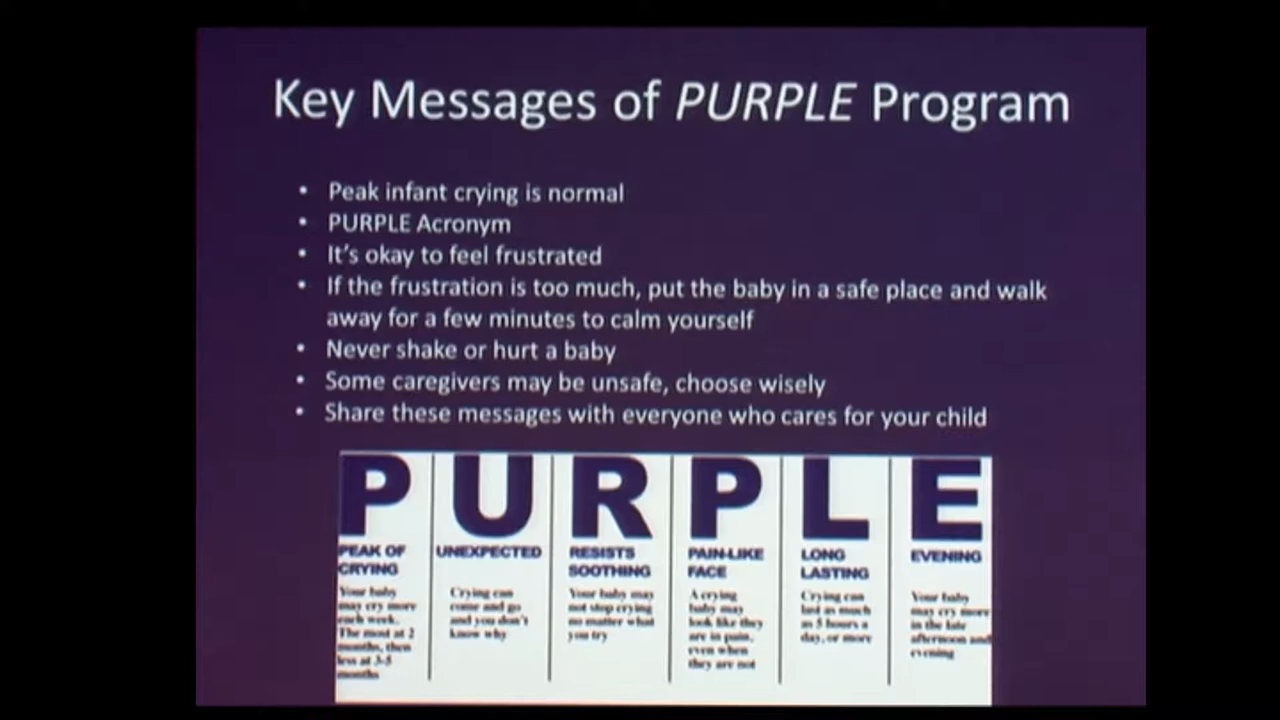 Key Messages of PURPLE Program
• Peak infant crying is normal
• PURPLE Acronym
• It's okay to feel frustrated
• If the frustration is too much, put the baby in a safe place and walk
away for a few minutes to calm yourself
• Never shake or hurt a baby
• Some caregivers may be unsafe, choose wisely
• Share these messages with everyone who cares for your child
P
PEAK OF
CRYING
Your baby
may cry more
each week.
The most at 2
months, then
less at 3-5
months
U
UNEXPECTED
Crying can
come and go
and you don't
know why
R
RESISTS
SOOTHING
Your baby may
not stop crying
no matter what
you try
P
PAIN-LIKE
FACE
A crying
baby may
look like they
are in pain,
even when
they are not
L
LONG
LASTING
Crying can
last as much
as 5 hours a
day, or more
E
EVENING
Your baby
may cry more
in the late
afternoon and
evening